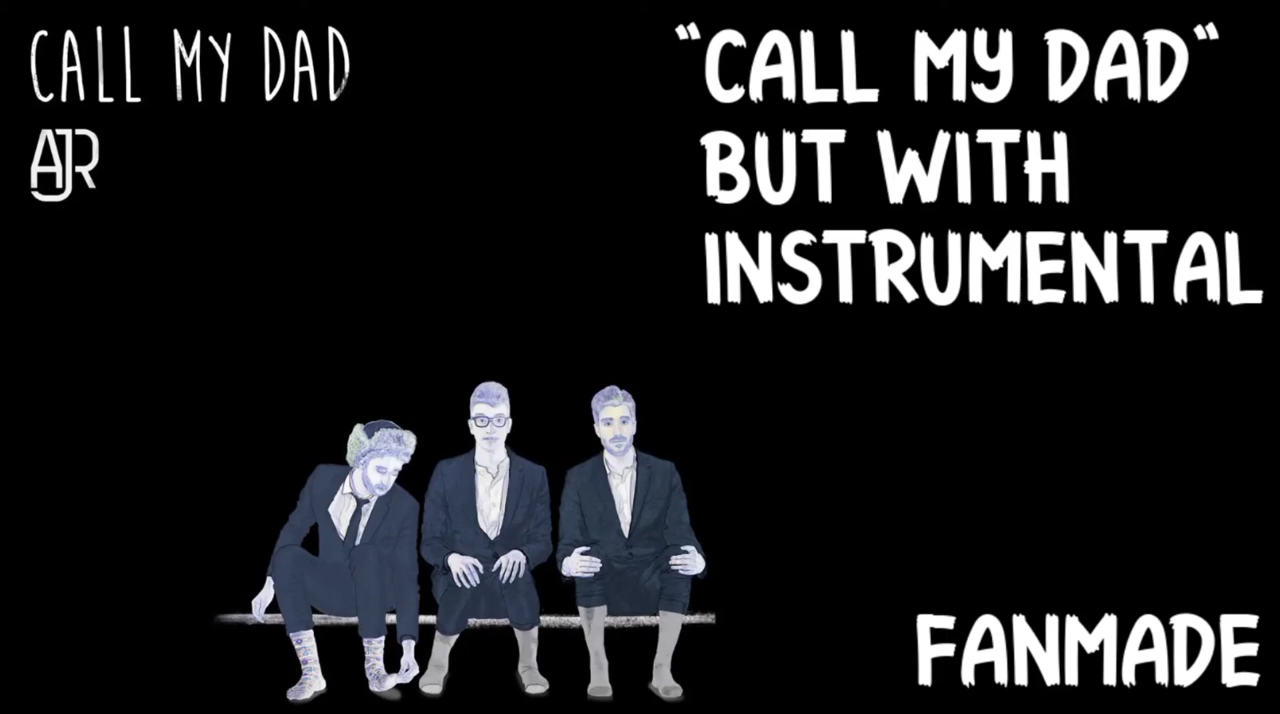 CALL MY DAD
AJR
"CALL MY DAD"
BUT WITH
INSTRUMENTAL
FANMADE